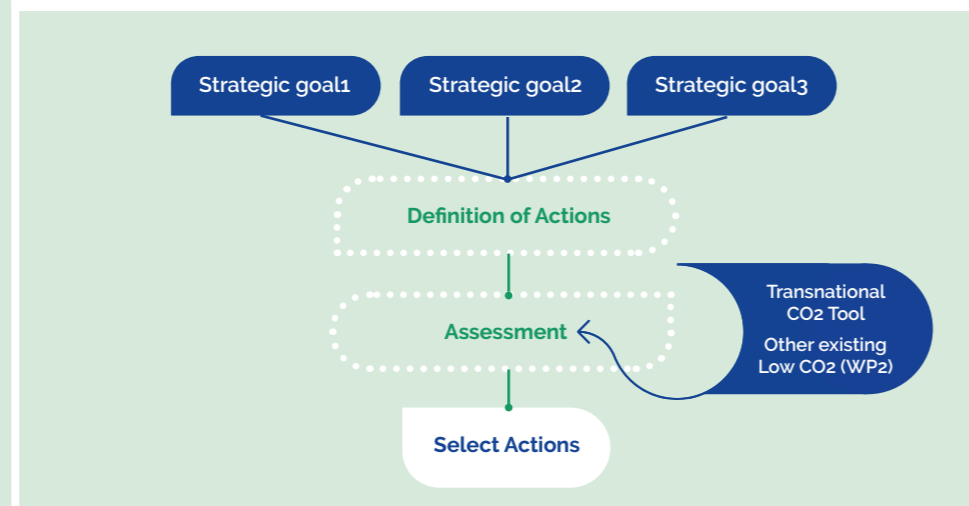 Strategic goal1
Strategic goal2
Strategic goal3
Definition of Actions
Assessment
Transnational
CO2 Tool
Other existing
Low CO2 (WP2)
Select Actions